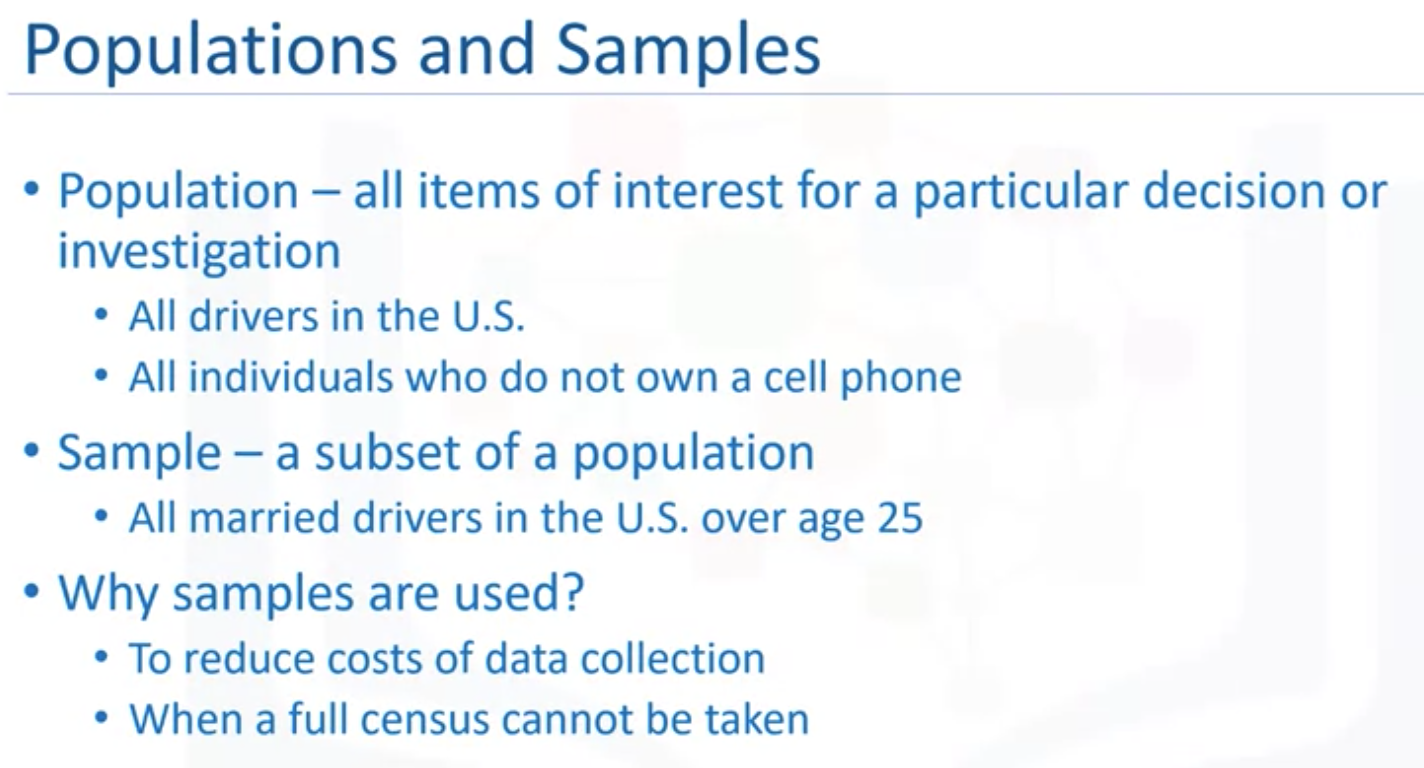 Populations and Samples
• Population – all items of interest for a particular decision or
investigation
• All drivers in the U.S.
• All individuals who do not own a cell phone
• Sample – a subset of a population
• All married drivers in the U.S. over age 25
• Why samples are used?
• To reduce costs of data collection
• When a full census cannot be taken